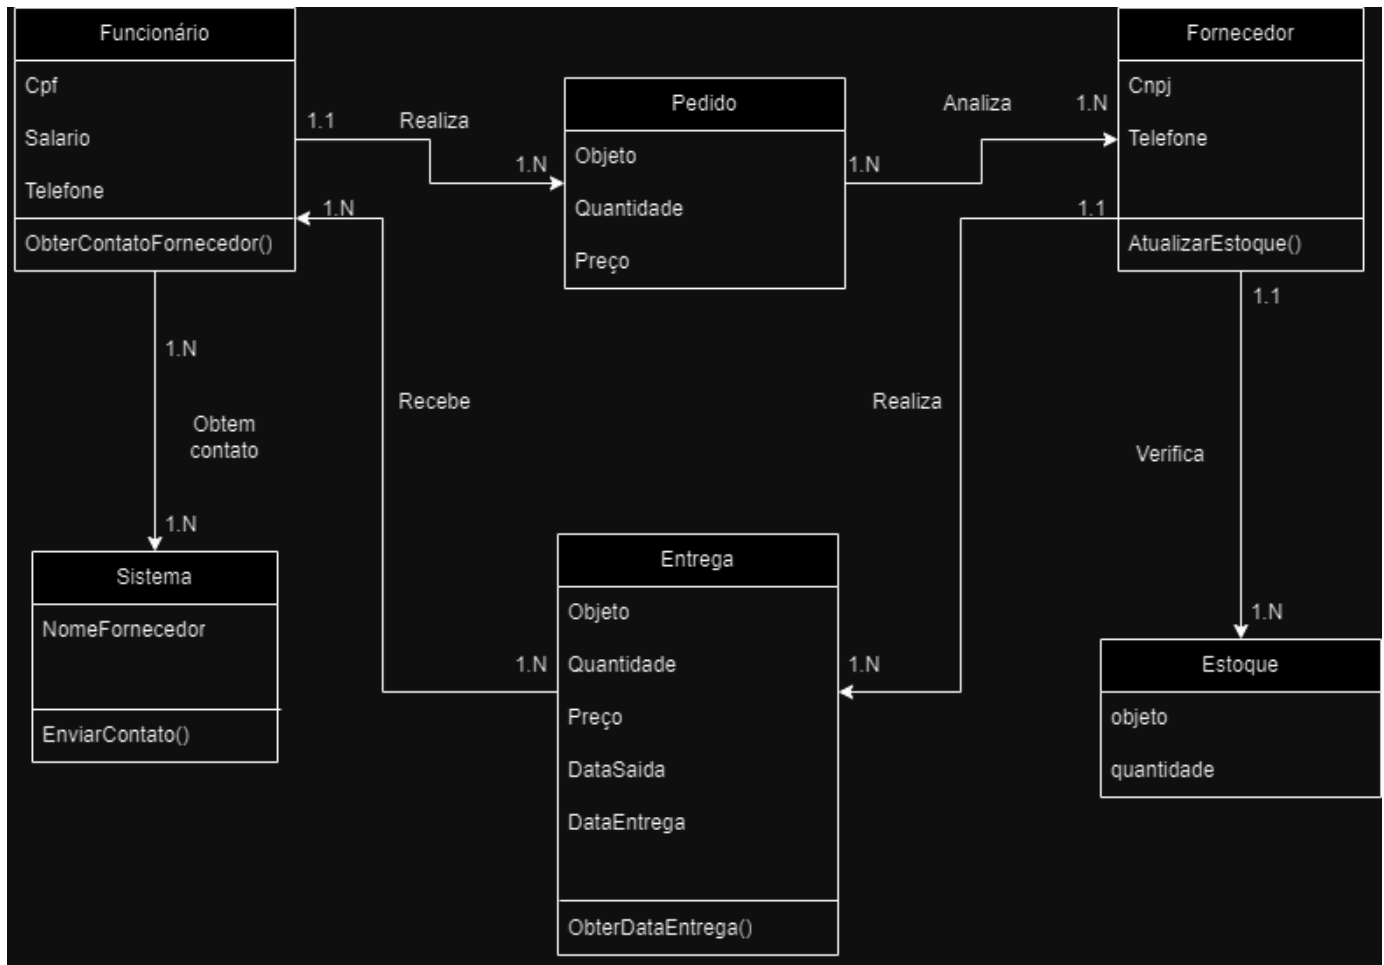 Funcionário
Cpf
Salario
Telefone
ObterContatoFornecedor()
1.1
Realiza
1.N
Pedido
Objeto
Quantidade
Preço
1.N
Analiza
1.N
Fornecedor
Cnpj
Telefone
AtualizarEstoque()
1.N
1.1
1.1
1.N
Obtem
contato
1.N
Recebe
Realiza
Verifica
1.N
Sistema
NomeFornecedor
EnviarContato()
1.N
Entrega
Objeto
Quantidade
Preço
DataSaida
DataEntrega
ObterDataEntrega()
1.N
Estoque
objeto
quantidade